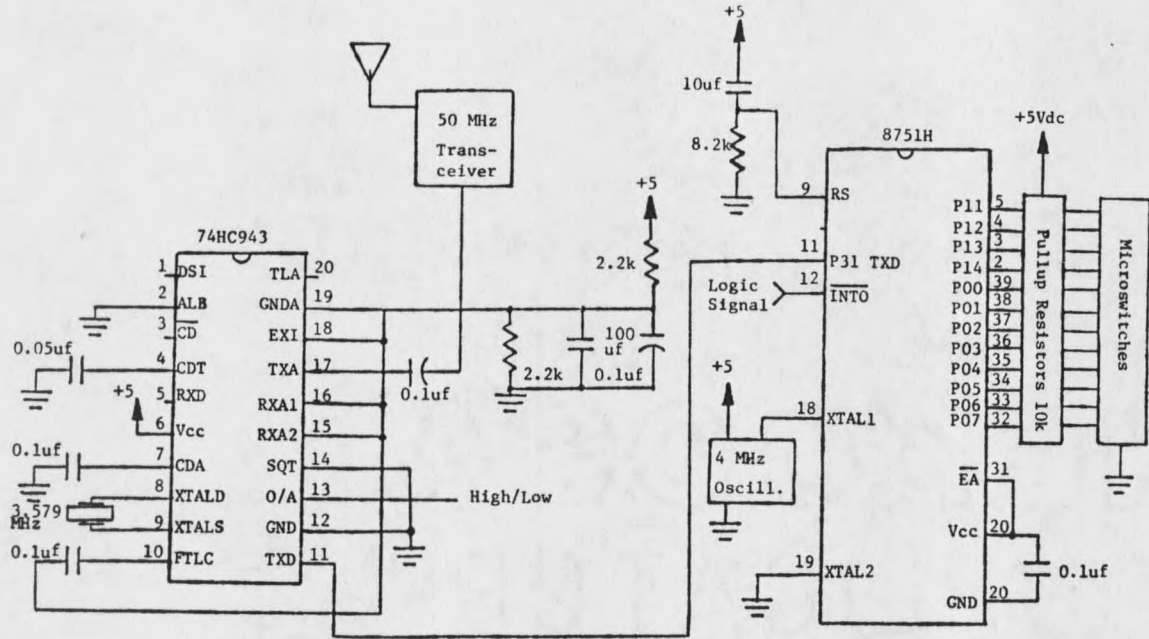 +5
10uf
8.2k
50 MHz
Trans-
ceiver
+5
2.2k
74HC943
1 DSI
2 ALB
3 CD
4 CDT
5 RXD
6 Vcc
7 CDA
8 XTALD
9 XTALS
10 FTLC
TLA 20
GNDA 19
EXI 18
TXA 17
RXA1 16
RXA2 15
SQT 14
O/A 13
GND 12
TXD 11
0.05uf
+5
0.1uf
3.579
MHz
0.1uf
0.1uf
High/Low
2.2k
100
uf
0.1uf
Logic
Signal
+5
4 MHz
Oscill.
8751H
9 RS
11 P31 TXD
12 INTO
18 XTAL1
19 XTAL2
P11 5
P12 4
P13 3
P14 2
P00 39
P01 38
P02 37
P03 36
P04 35
P05 34
P06 33
P07 32
EA 31
Vcc 20
GND 20
0.1uf
+5Vdc
Pullup Resistors 10k
Microswitches